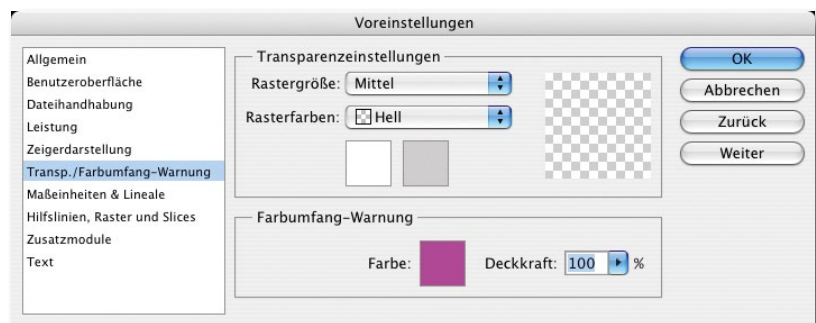 Voreinstellungen
Allgemein
Benutzeroberfläche
Dateihandhabung
Leistung
Zeigerdarstellung
Transp./Farbumfang-Warnung
Maßeinheiten & Lineale
Hilfslinien, Raster und Slices
Zusatzmodule
Text
Transparenzeinstellungen
Rastergröße: Mittel
Rasterfarben: Hell
Farbumfang-Warnung
Farbe: Deckkraft: 100 %
OK
Abbrechen
Zurück
Weiter